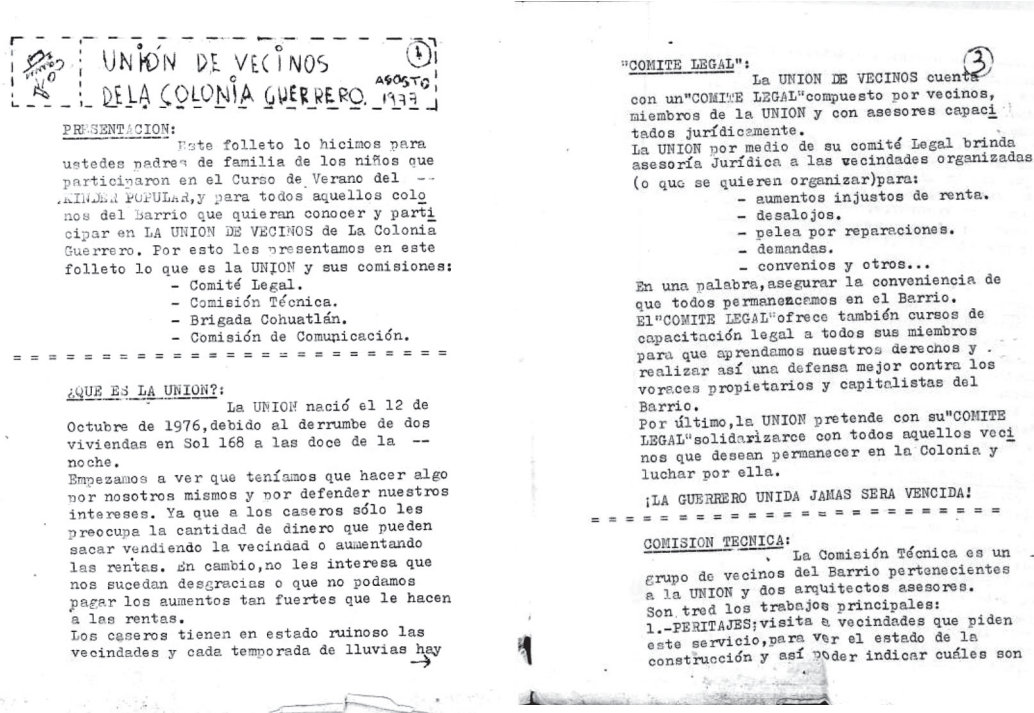 UNIÓN DE VECINOS
DE LA COLONIA GUERRERO
1
AGOSTO
1977
PRESENTACION:
Este folleto lo hicimos para
ustedes padres de familia de los niños que
participaron en el Curso de Verano del --
KINDER POPULAR,y para todos aquellos colo
nos del Barrio que quieran conocer y parti
cipar en LA UNION DE VECINOS de La Colonia
Guerrero. Por esto les presentamos en este
folleto lo que es la UNION y sus comisiones:
- Comité Legal.
- Comisión Técnica.
- Brigada Cohuatlán.
- Comisión de Comunicación.
= = = = = = = = = = = = = = = = = = = = = = = = =
¿QUE ES LA UNION?:
La UNION nació el 12 de
Octubre de 1976,debido al derrumbe de dos
viviendas en Sol 168 a las doce de la --
noche.
Empezamos a ver que teníamos que hacer algo
por nosotros mismos y por defender nuestros
intereses. Ya que a los caseros sólo les
preocupa la cantidad de dinero que pueden
sacar vendiendo la vecindad o aumentando
las rentas. En cambio,no les interesa que
nos sucedan desgracias o que no podamos
pagar los aumentos tan fuertes que le hacen
a las rentas.
Los caseros tienen en estado ruinoso las
vecindades y cada temporada de lluvias hay
→
3
"COMITE LEGAL":
La UNION DE VECINOS cuenta
con un"COMITE LEGAL"compuesto por vecinos,
miembros de la UNION y con asesores capaci
tados jurídicamente.
La UNION por medio de su comité Legal brinda
asesoría Jurídica a las vecindades organizadas
(o que se quieren organizar)para:
- aumentos injustos de renta.
- desalojos.
- pelea por reparaciones.
- demandas.
- convenios y otros...
En una palabra,asegurar la conveniencia de
que todos permanezcamos en el Barrio.
El"COMITE LEGAL"ofrece también cursos de
capacitación legal a todos sus miembros
para que aprendamos nuestros derechos y .
realizar así una defensa mejor contra los
voraces propietarios y capitalistas del
Barrio.
Por último,la UNION pretende con su"COMITE
LEGAL"solidarizarce con todos aquellos veci
nos que desean permanecer en la Colonia y
luchar por ella.
¡LA GUERRERO UNIDA JAMAS SERA VENCIDA!
= = = = = = = = = = = = = = = = = = = = = = = =
COMISION TECNICA:
La Comisión Técnica es un
grupo de vecinos del Barrio pertenecientes
a la UNION y dos arquitectos asesores.
Son tred los trabajos principales:
1.-PERITAJES:visita a vecindades que piden
este servicio,para ver el estado de la
construcción y así poder indicar cuáles son